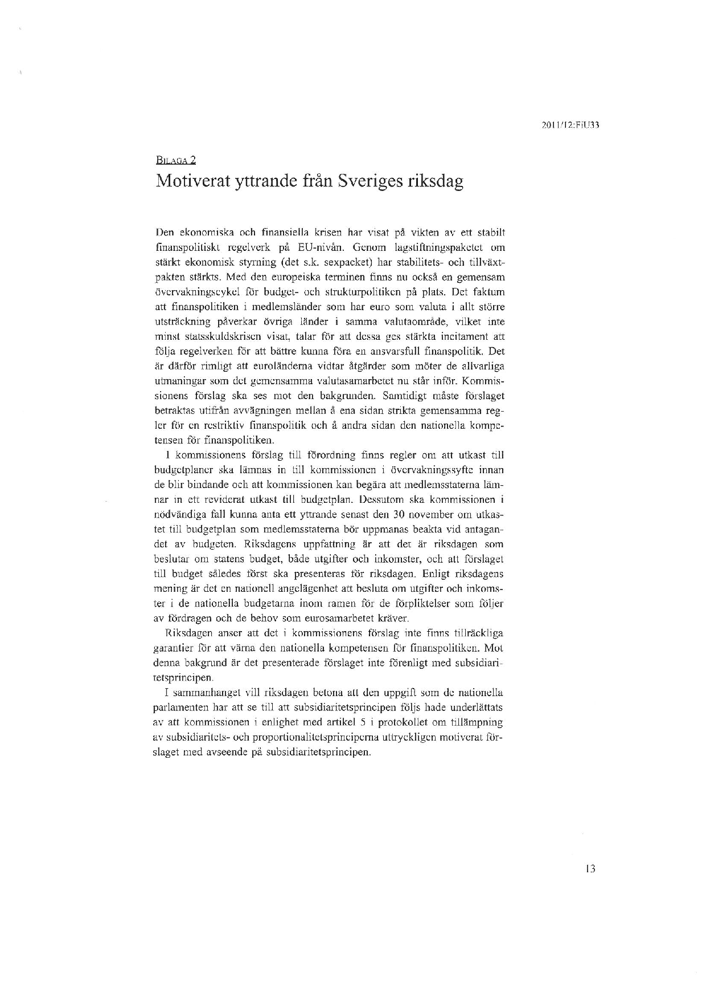 2011/12:FiU33
BILAGA 2
Motiverat yttrande från Sveriges riksdag
Den ekonomiska och finansiella krisen har visat på vikten av ett stabilt
finanspolitiskt regelverk på EU-nivån. Genom lagstiftningspaketet om
stärkt ekonomisk styrning (det s.k. sexpacket) har stabilitets- och tillväxt-
pakten stärkts. Med den europeiska terminen finns nu också en gemensam
övervakningscykel för budget- och strukturpolitiken på plats. Det faktum
att finanspolitiken i medlemsländer som har euro som valuta i allt större
utsträckning påverkar övriga länder i samma valutaområde, vilket inte
minst statsskuldskrisen visat, talar för att dessa ges stärkta incitament att
följa regelverken för att bättre kunna föra en ansvarsfull finanspolitik. Det
är därför rimligt att euroländerna vidtar åtgärder som möter de allvarliga
utmaningar som det gemensamma valutasamarbetet nu står inför. Kommis-
sionens förslag ska ses mot den bakgrunden. Samtidigt måste förslaget
betraktas utifrån avvägningen mellan å ena sidan strikta gemensamma reg-
ler för en restriktiv finanspolitik och å andra sidan den nationella kompe-
tensen för finanspolitiken.
I kommissionens förslag till förordning finns regler om att utkast till
budgetplaner ska lämnas in till kommissionen i övervakningssyfte innan
de blir bindande och att kommissionen kan begära att medlemsstaterna läm-
nar in ett reviderat utkast till budgetplan. Dessutom ska kommissionen i
nödvändiga fall kunna anta ett yttrande senast den 30 november om utkas-
tet till budgetplan som medlemsstaterna bör uppmanas beakta vid antagan-
det av budgeten. Riksdagens uppfattning är att det är riksdagen som
beslutar om statens budget, både utgifter och inkomster, och att förslaget
till budget således först ska presenteras för riksdagen. Enligt riksdagens
mening är det en nationell angelägenhet att besluta om utgifter och inkoms-
ter i de nationella budgetarna inom ramen för de förpliktelser som följer
av fördragen och de behov som eurosamarbetet kräver.
Riksdagen anser att det i kommissionens förslag inte finns tillräckliga
garantier för att värna den nationella kompetensen för finanspolitiken. Mot
denna bakgrund är det presenterade förslaget inte förenligt med subsidiari-
tetsprincipen.
I sammanhanget vill riksdagen betona att den uppgift som de nationella
parlamenten har att se till att subsidiaritetsprincipen följs hade underlättats
av att kommissionen i enlighet med artikel 5 i protokollet om tillämpning
av subsidiaritets- och proportionalitetsprinciperna uttryckligen motiverat för-
slaget med avseende på subsidiaritetsprincipen.
13